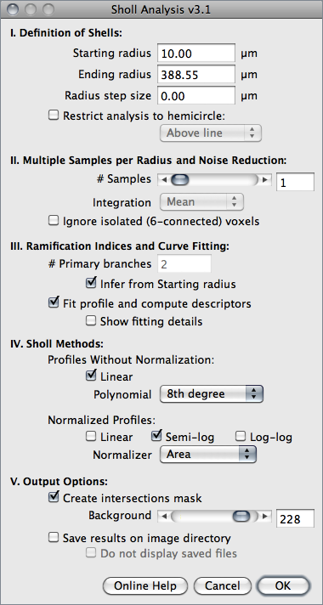 Sholl Analysis v3.1
I. Definition of Shells:
Starting radius 10.00 µm
Ending radius 388.55 µm
Radius step size 0.00 µm
Restrict analysis to hemicircle:
Above line
II. Multiple Samples per Radius and Noise Reduction:
# Samples 1
Integration Mean
Ignore isolated (6-connected) voxels
III. Ramification Indices and Curve Fitting:
# Primary branches 2
Infer from Starting radius
Fit profile and compute descriptors
Show fitting details
IV. Sholl Methods:
Profiles Without Normalization:
Linear
Polynomial 8th degree
Normalized Profiles:
Linear Semi-log Log-log
Normalizer Area
V. Output Options:
Create intersections mask
Background 228
Save results on image directory
Do not display saved files
Online Help Cancel OK